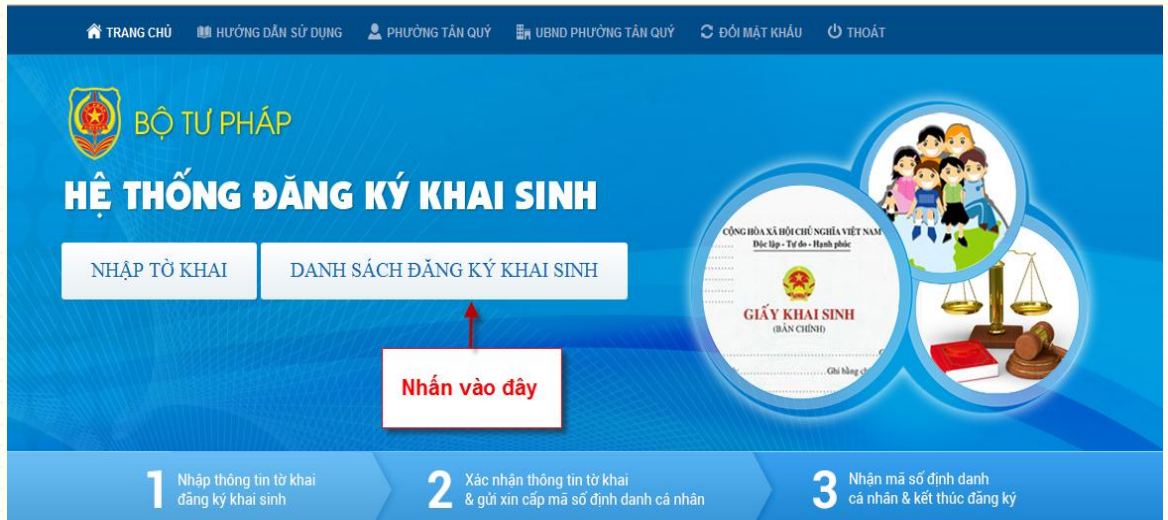 TRANG CHỦ
HƯỚNG DẪN SỬ DỤNG
PHƯỜNG TÂN QUÝ
UBND PHƯỜNG TÂN QUÝ
ĐỔI MẬT KHẨU
THOÁT
BỘ TƯ PHÁP
HỆ THỐNG ĐĂNG KÝ KHAI SINH
NHẬP TỜ KHAI
DANH SÁCH ĐĂNG KÝ KHAI SINH
Nhấn vào đây
CỘNG HÒA XÃ HỘI CHỦ NGHĨA VIỆT NAM
Độc lập - Tự do - Hạnh phúc
GIẤY KHAI SINH
(BẢN CHÍNH)
Ghi bằng
1
Nhập thông tin tờ khai
đăng ký khai sinh
2
Xác nhận thông tin tờ khai
& gửi xin cấp mã số định danh cá nhân
3
Nhận mã số định danh
cá nhân & kết thúc đăng ký